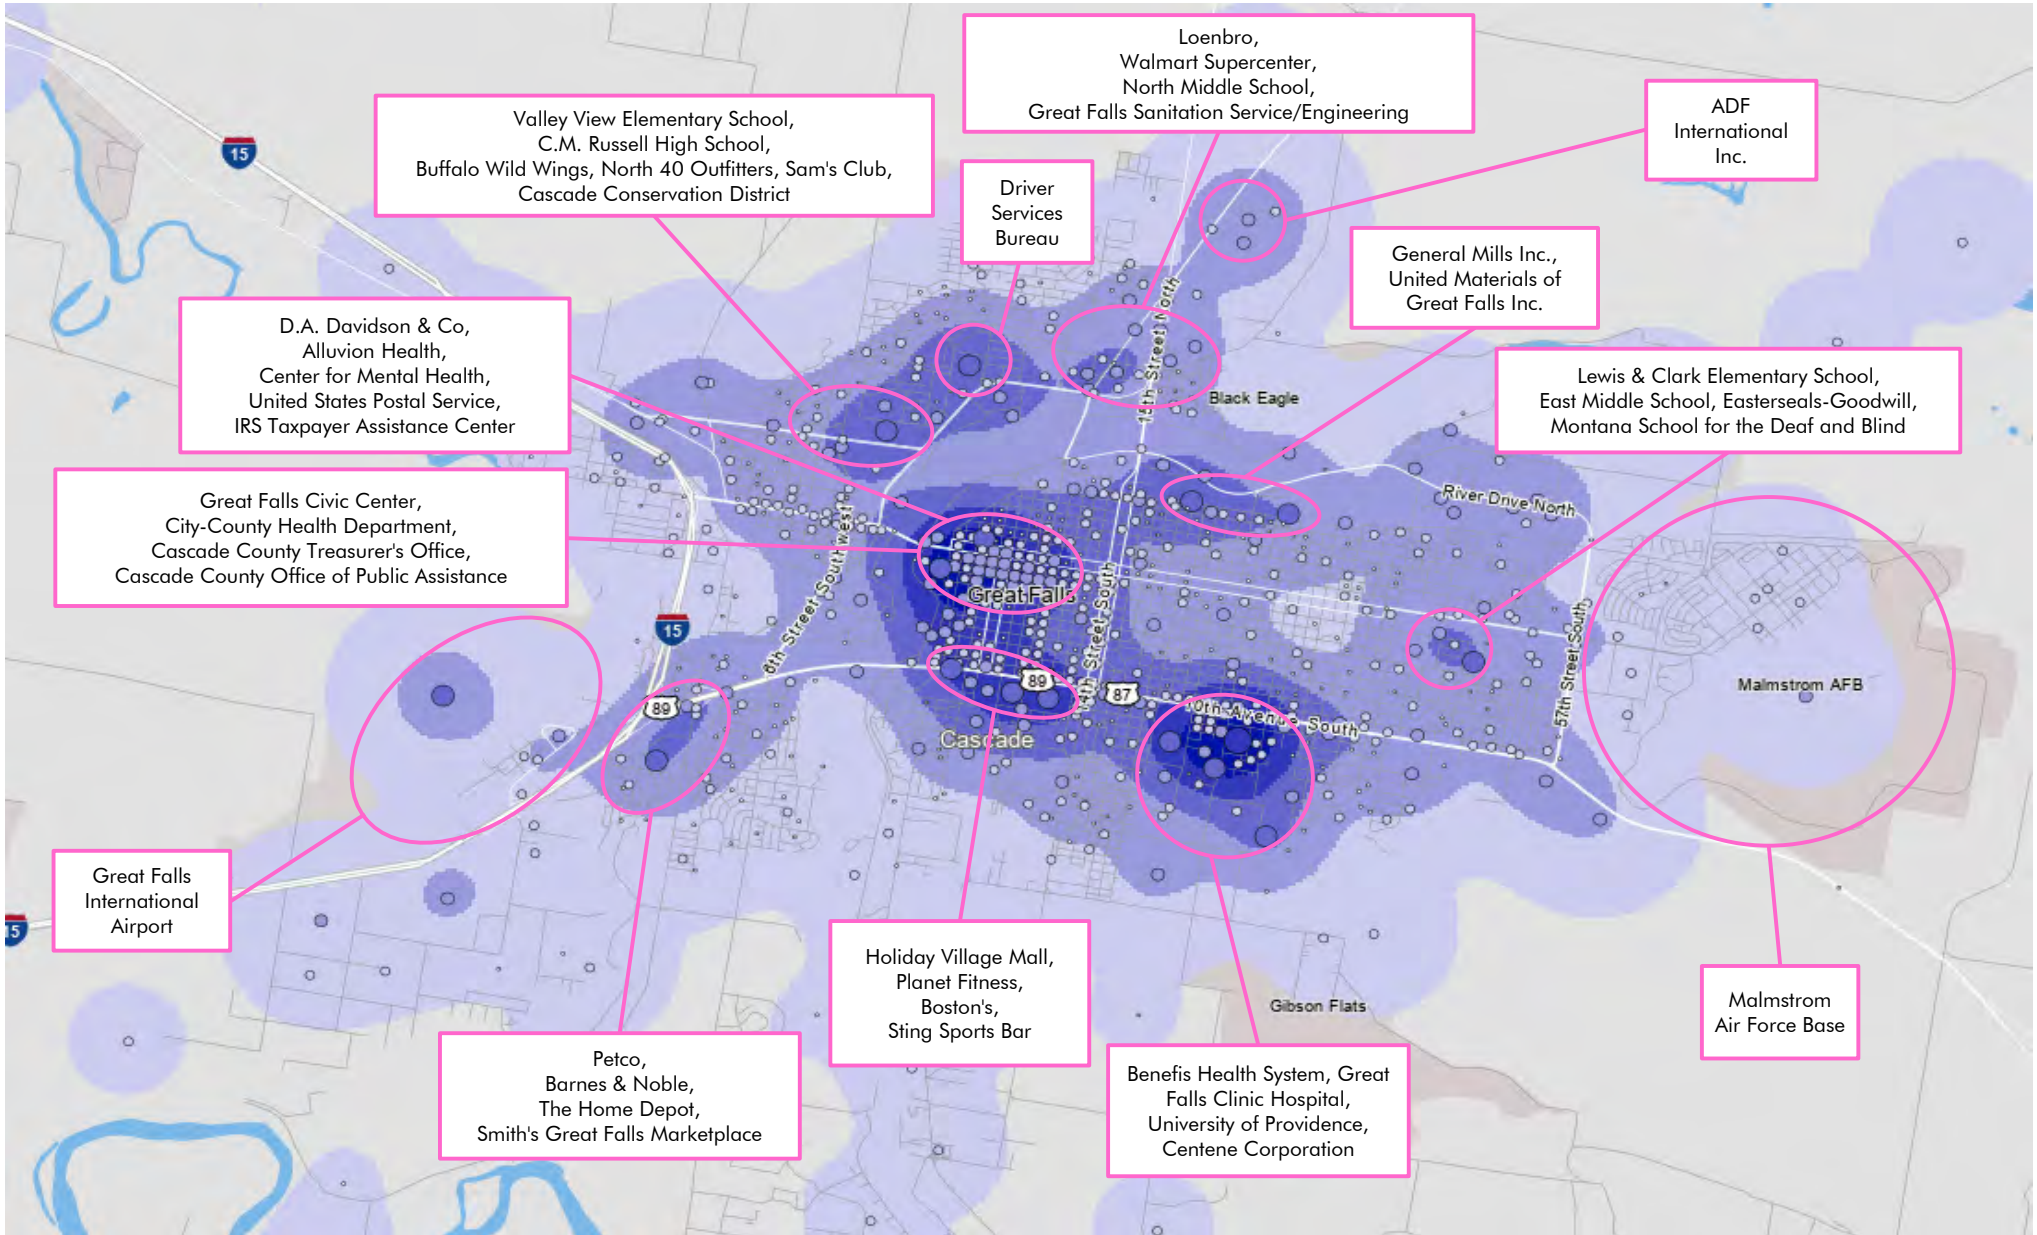 Loenbro,
Walmart Supercenter,
North Middle School,
Great Falls Sanitation Service/Engineering
ADF
International
Inc.
Valley View Elementary School,
C.M. Russell High School,
Buffalo Wild Wings, North 40 Outfitters, Sam's Club,
Cascade Conservation District
15
Driver
Services
Bureau
General Mills Inc.,
United Materials of
Great Falls Inc.
D.A. Davidson & Co,
Alluvion Health,
Center for Mental Health,
United States Postal Service,
IRS Taxpayer Assistance Center
15th Street North
Black Eagle
Lewis & Clark Elementary School,
East Middle School, Easterseals-Goodwill,
Montana School for the Deaf and Blind
Great Falls Civic Center,
City-County Health Department,
Cascade County Treasurer's Office,
Cascade County Office of Public Assistance
River Drive North
6th Street Southwest
Great Falls
14th Street South
15
57th Street South
Malmstrom AFB
89
87
89
10th Avenue South
Cascade
Great Falls
International
Airport
15
Holiday Village Mall,
Planet Fitness,
Boston's,
Sting Sports Bar
Gibson Flats
Malmstrom
Air Force Base
Petco,
Barnes & Noble,
The Home Depot,
Smith's Great Falls Marketplace
Benefis Health System, Great
Falls Clinic Hospital,
University of Providence,
Centene Corporation